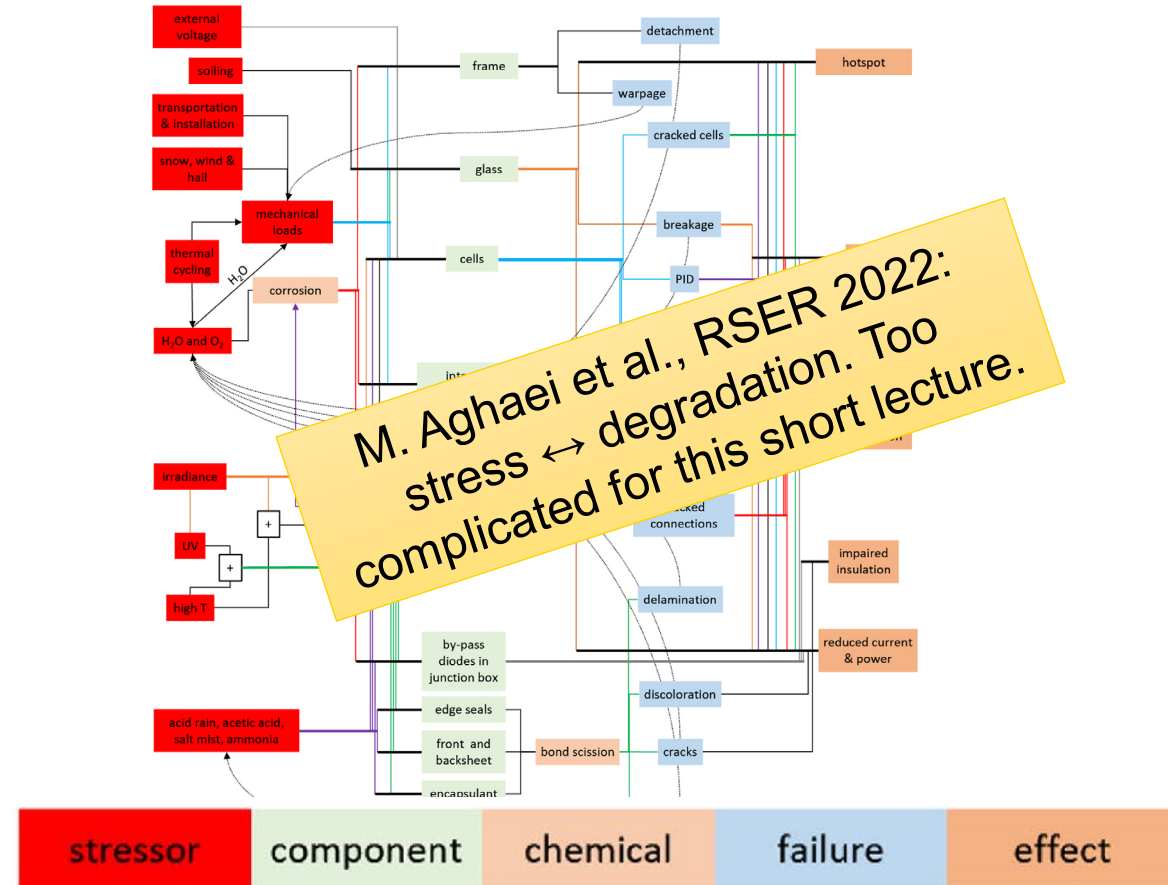 external
voltage
soiling
transportation
& installation
snow, wind &
hail
mechanical
loads
thermal
cycling
H₂O
corrosion
H₂O and O₂
irradiance
+
UV
+
high T
acid rain, acetic acid,
salt mist, ammonia
frame
glass
cells
by-pass
diodes in
junction box
edge seals
front and
backsheet
encapsulant
bond scission
detachment
warpage
cracked cells
breakage
PID
connections
delamination
discoloration
cracks
hotspot
impaired
insulation
reduced current
& power
M. Aghaei et al., RSER 2022:
stress ↔ degradation. Too
complicated for this short lecture.
stressor
component
chemical
failure
effect